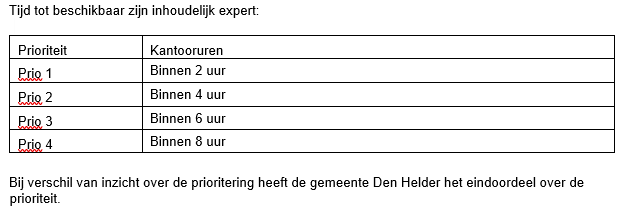 Tijd tot beschikbaar zijn inhoudelijk expert:
Prioriteit Kantooruren
Prio 1 Binnen 2 uur
Prio 2 Binnen 4 uur
Prio 3 Binnen 6 uur
Prio 4 Binnen 8 uur
Bij verschil van inzicht over de prioritering heeft de gemeente Den Helder het eindoordeel over de
prioriteit.